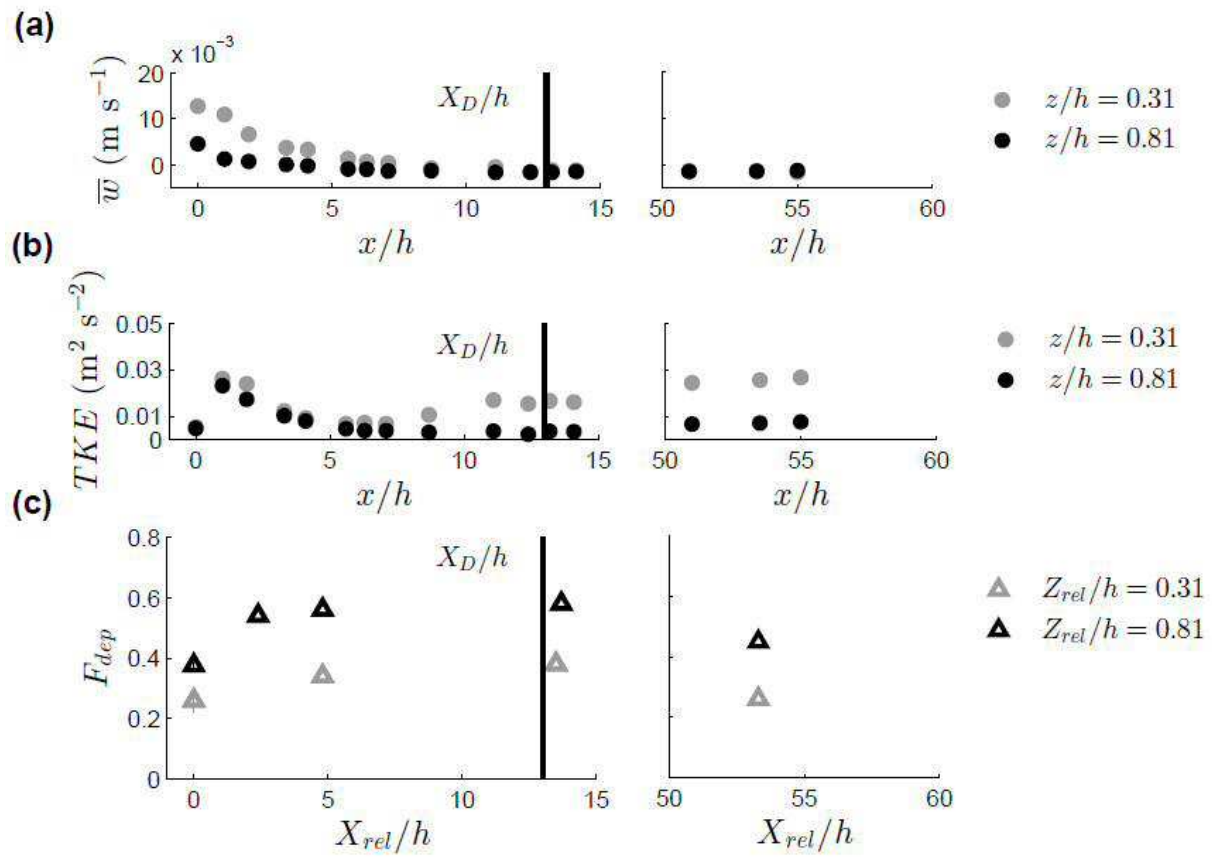 (a)
x 10⁻³
20
10
0
w̅ (m s⁻¹)
X_D/h
0 5 10 15
50 55 60
x/h
x/h
z/h = 0.31
z/h = 0.81
(b)
0.05
0.03
0.01
0
TKE (m² s⁻²)
X_D/h
0 5 10 15
50 55 60
x/h
x/h
z/h = 0.31
z/h = 0.81
(c)
0.8
0.6
0.4
0.2
0
F_dep
X_D/h
0 5 10 15
50 55 60
X_rel/h
X_rel/h
Z_rel/h = 0.31
Z_rel/h = 0.81